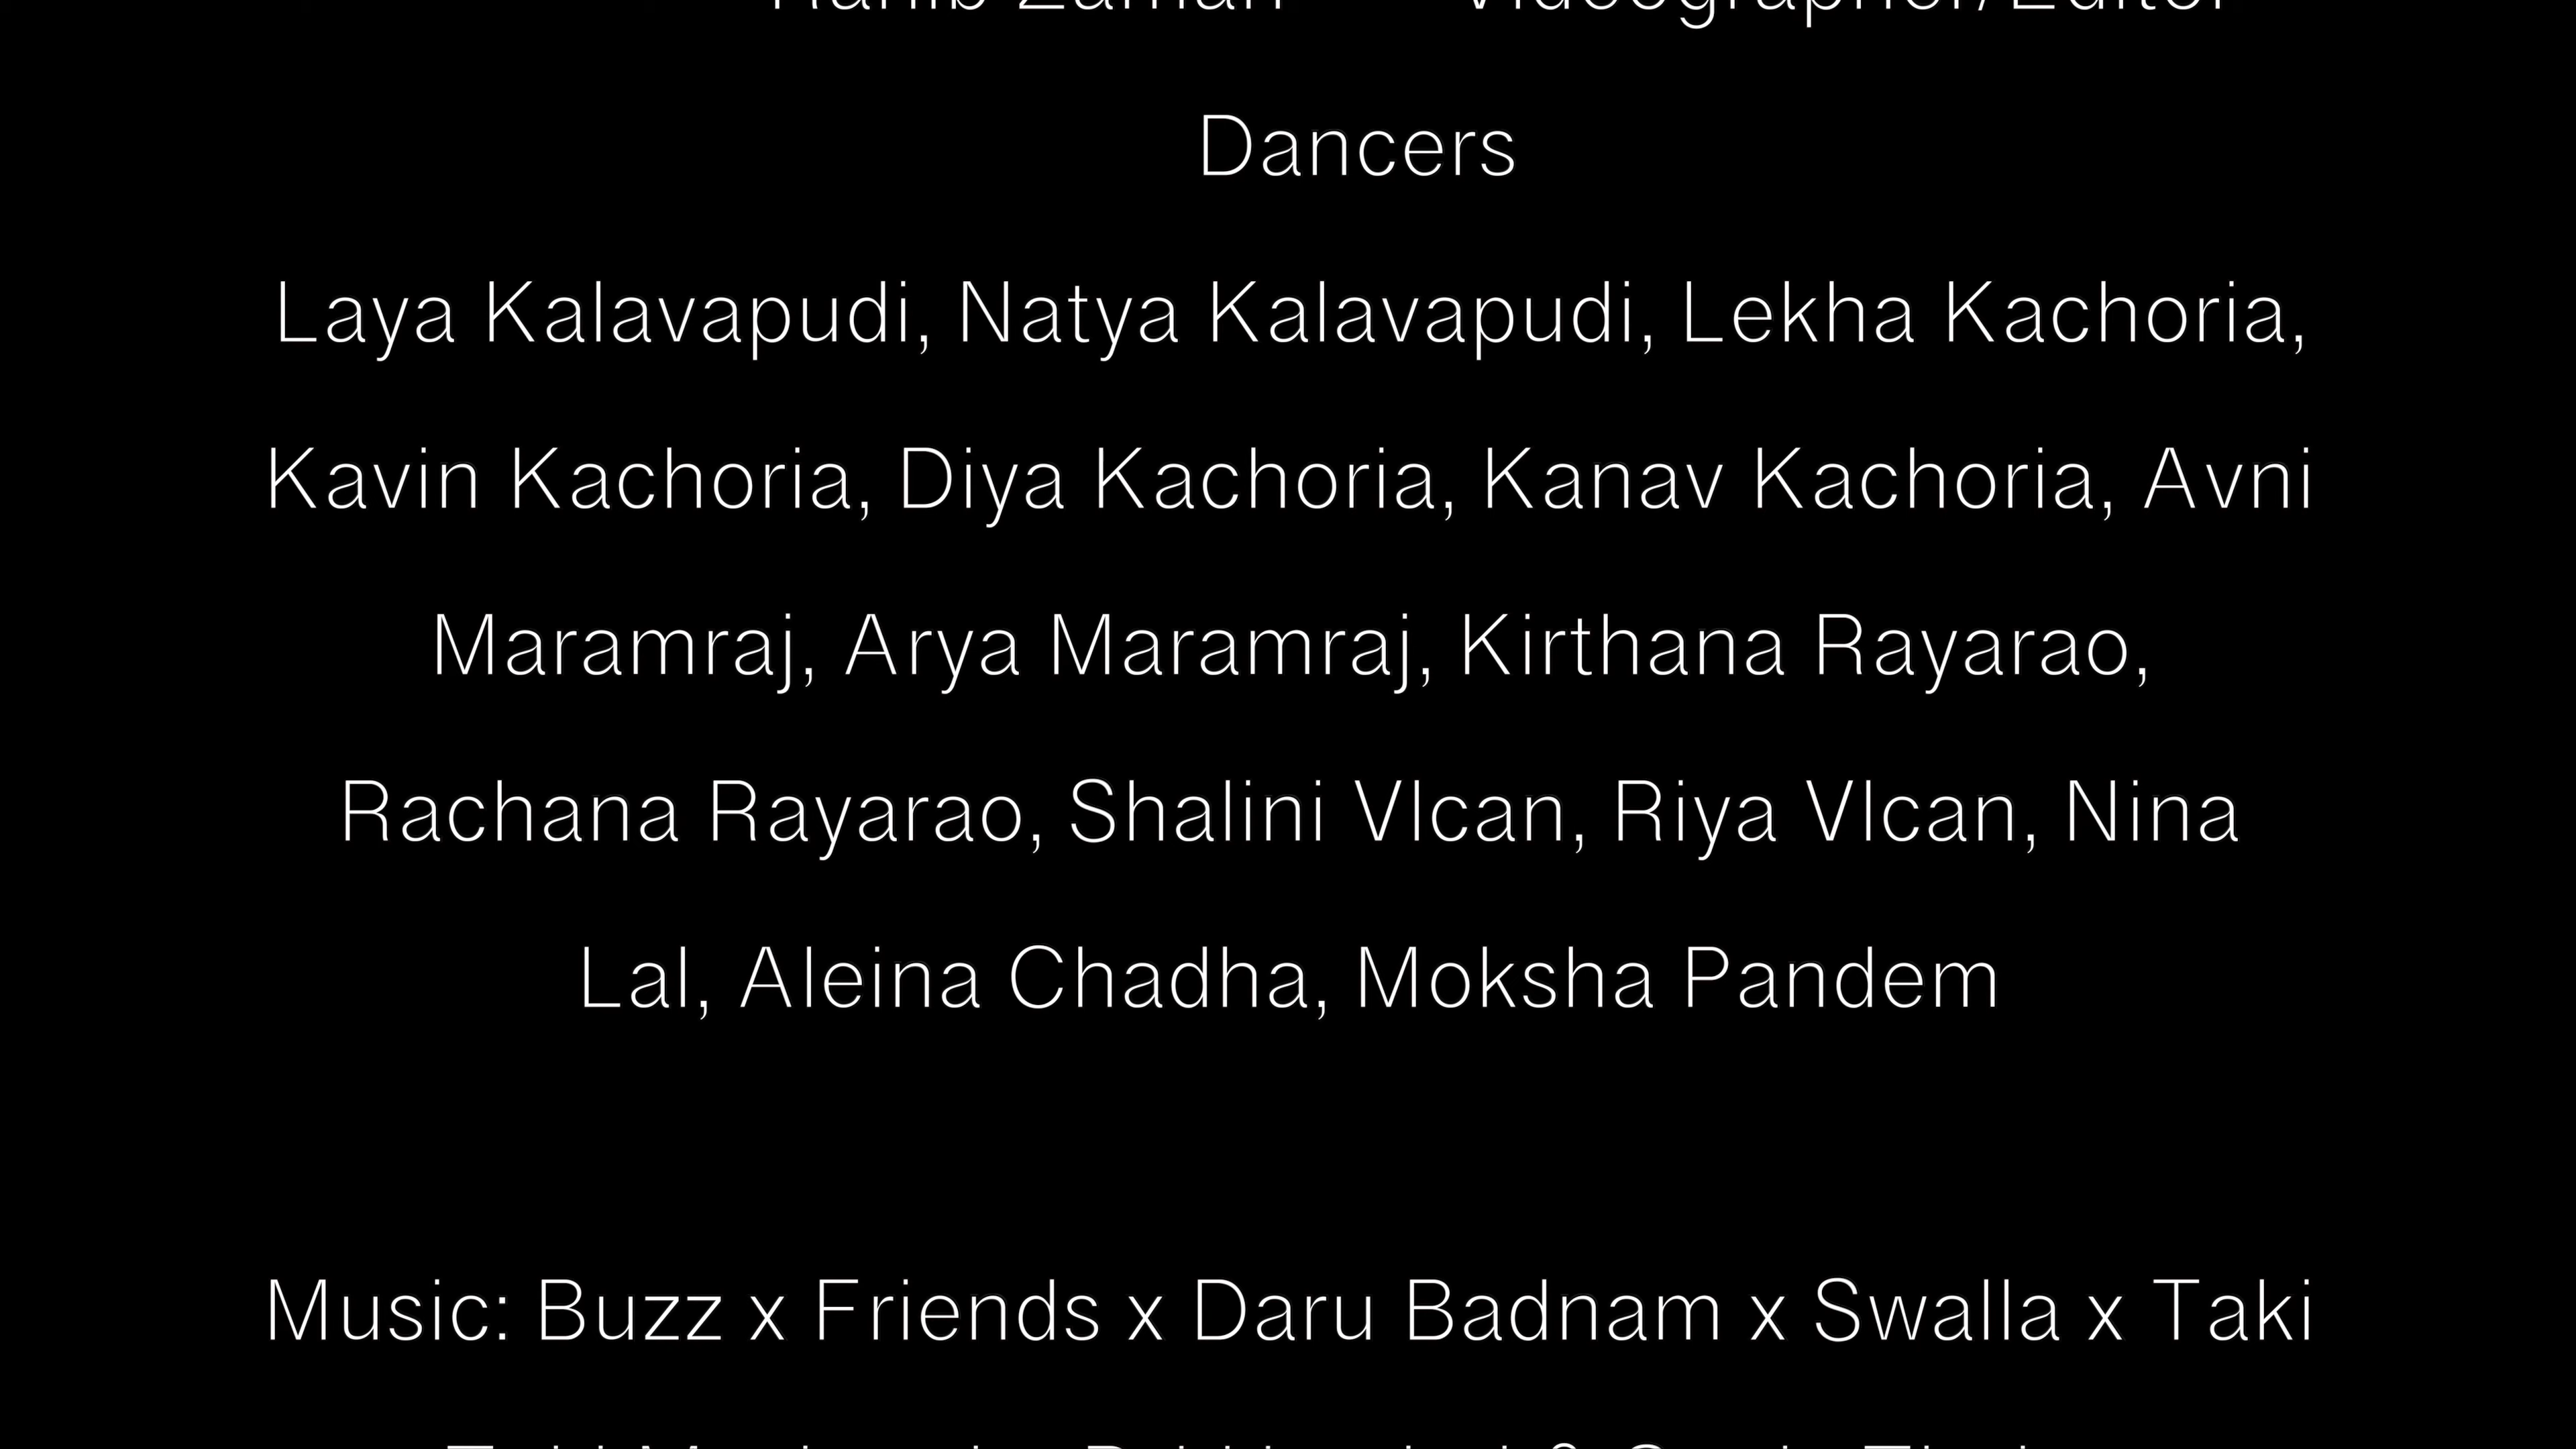 Videographer/Editor
Dancers
Laya Kalavapudi, Natya Kalavapudi, Lekha Kachoria,
Kavin Kachoria, Diya Kachoria, Kanav Kachoria, Avni
Maramraj, Arya Maramraj, Kirthana Rayarao,
Rachana Rayarao, Shalini Vlcan, Riya Vlcan, Nina
Lal, Aleina Chadha, Moksha Pandem
Music: Buzz x Friends x Daru Badnam x Swalla x Taki